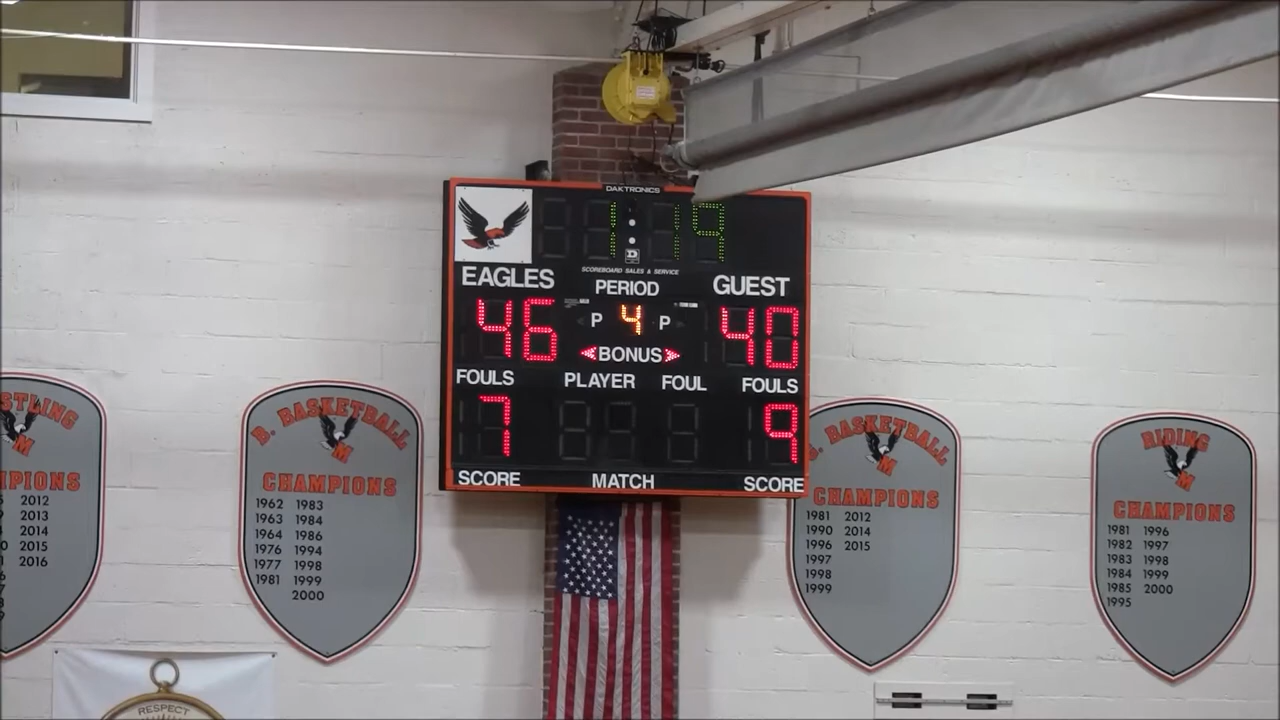 DAKTRONICS
1:19
SCOREBOARD SALES & SERVICE
EAGLES PERIOD GUEST
46 P 4 P 40
BONUS
FOULS PLAYER FOUL FOULS
7 9
SCORE MATCH SCORE
IONS
2012
2013
2014
2015
2016
B. BASKETBALL
M
CHAMPIONS
1962 1983
1963 1984
1964 1986
1976 1994
1977 1998
1981 1999
2000
BASKETBALL
M
CHAMPIONS
1981 2012
1990 2014
1996 2015
1997
1998
1999
RIDING
M
CHAMPIONS
1981 1996
1982 1997
1983 1998
1984 1999
1985 2000
1995
RESPECT